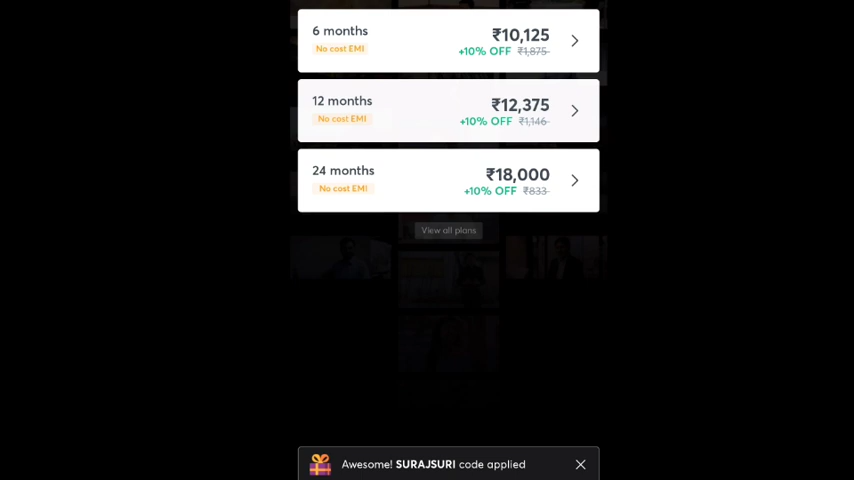 6 months
₹10,125
No cost EMI
+10% OFF ₹1,875
12 months
₹12,375
No cost EMI
+10% OFF ₹1,146
24 months
₹18,000
No cost EMI
+10% OFF ₹833
View all plans
Awesome! SURAJSURI code applied